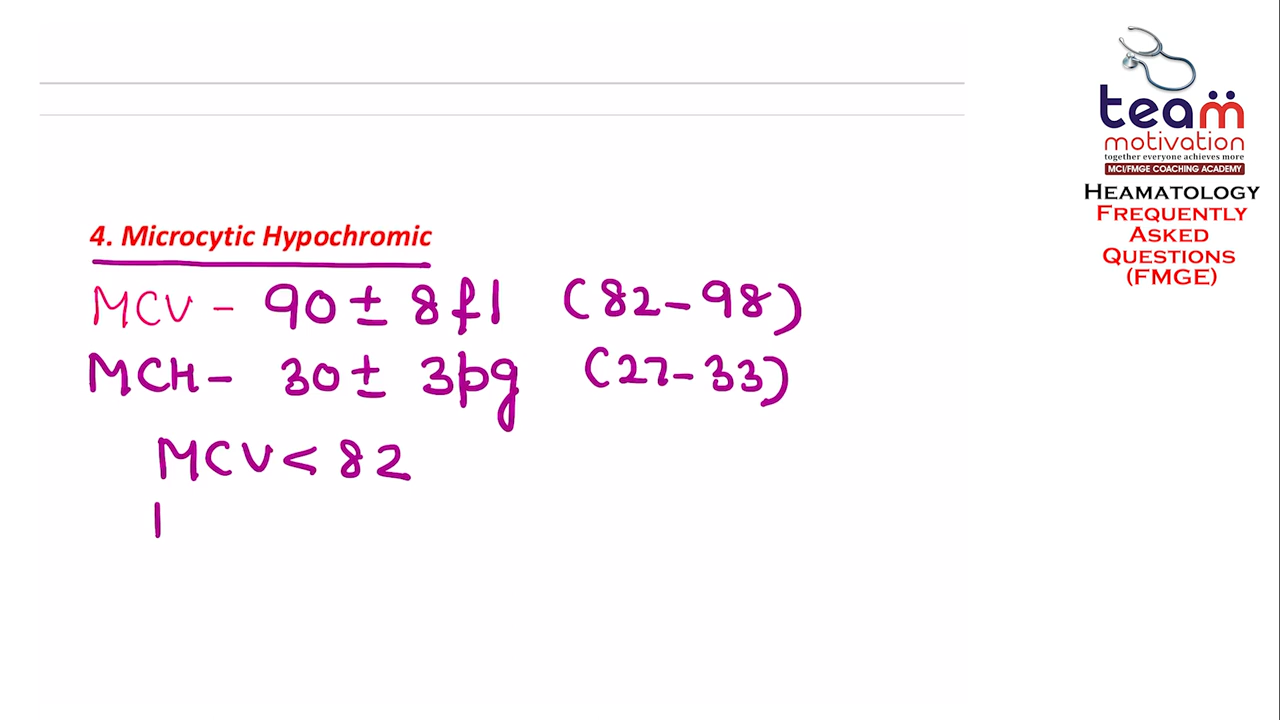 team
motivation
together everyone achieves more
MCI/FMGE COACHING ACADEMY
HEAMATOLOGY
FREQUENTLY
ASKED
QUESTIONS
(FMGE)
4. Microcytic Hypochromic
MCV - 90 ± 8 fl (82-98)
MCH - 30 ± 3pg (27-33)
MCV < 82